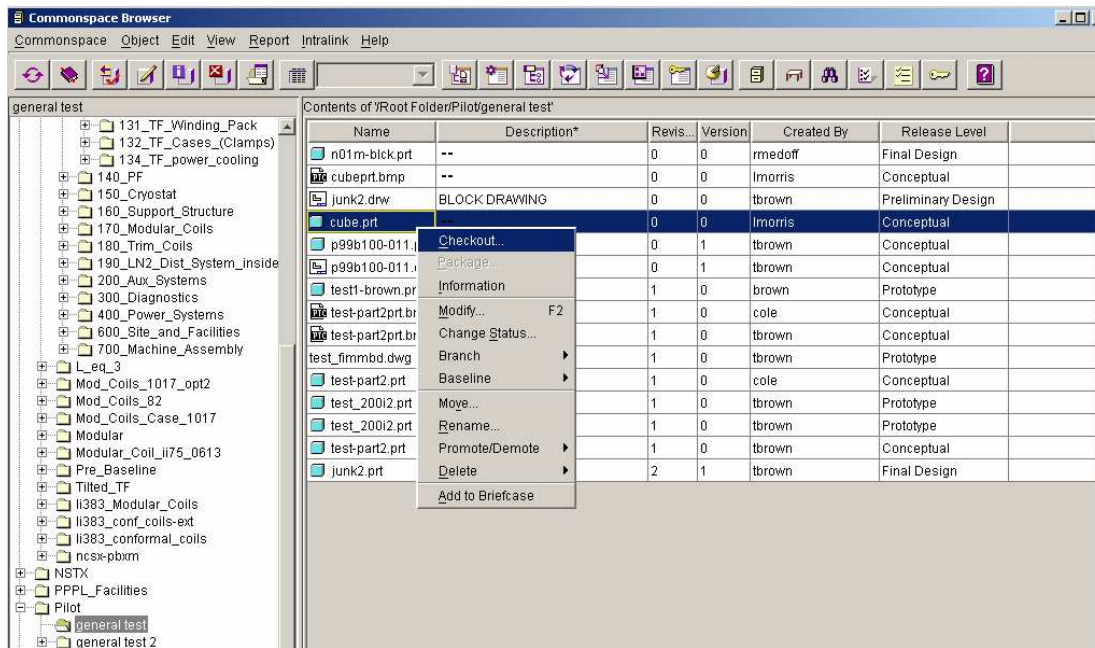 Commonspace Browser
Commonspace Object Edit View Report Intralink Help
general test
131_TF_Winding_Pack
132_TF_Cases_(Clamps)
134_TF_power_cooling
140_PF
150_Cryostat
160_Support_Structure
170_Modular_Coils
180_Trim_Coils
190_LN2_Dist_System_inside
200_Aux_Systems
300_Diagnostics
400_Power_Systems
600_Site_and_Facilities
700_Machine_Assembly
L_eq_3
Mod_Coils_1017_opt2
Mod_Coils_82
Mod_Coils_Case_1017
Modular
Modular_Coil_ii75_0613
Pre_Baseline
Tilted_TF
li383_Modular_Coils
li383_conf_coils-ext
li383_conformal_coils
ncsx-pbxm
NSTX
PPPL_Facilities
Pilot
general test
general test 2
Contents of '/Root Folder/Pilot/general test'
Name Description* Revis... Version Created By Release Level
n01m-blck.prt -- 0 0 rmedoff Final Design
cubeprt.bmp -- 0 0 lmorris Conceptual
junk2.drw BLOCK DRAWING 0 0 tbrown Preliminary Design
cube.prt -- 0 0 lmorris Conceptual
p99b100-011.p 0 1 tbrown Conceptual
p99b100-011. 0 1 tbrown Conceptual
test1-brown.pr 1 0 brown Prototype
test-part2prt.br 1 0 cole Conceptual
test-part2prt.br 1 0 tbrown Conceptual
test_fimmbd.dwg 1 0 tbrown Prototype
test-part2.prt 1 0 cole Conceptual
test_200i2.prt 1 0 tbrown Prototype
test_200i2.prt 1 0 tbrown Prototype
test-part2.prt 1 0 tbrown Conceptual
junk2.prt 2 1 tbrown Final Design
Checkout...
Package...
Information
Modify... F2
Change Status...
Branch
Baseline
Move...
Rename...
Promote/Demote
Delete
Add to Briefcase